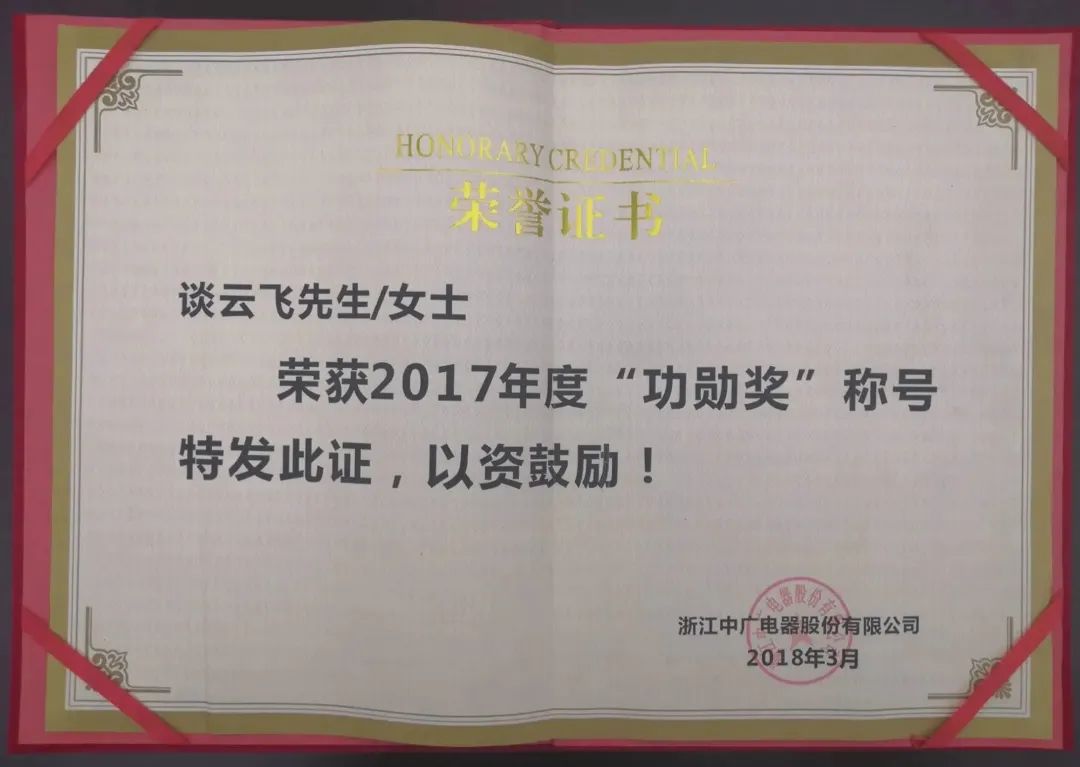 HONORARY CREDENTIAL
荣誉证书
谈云飞先生/女士
荣获2017年度“功勋奖”称号
特发此证，以资鼓励！
浙江中广电器股份有限公司
2018年3月